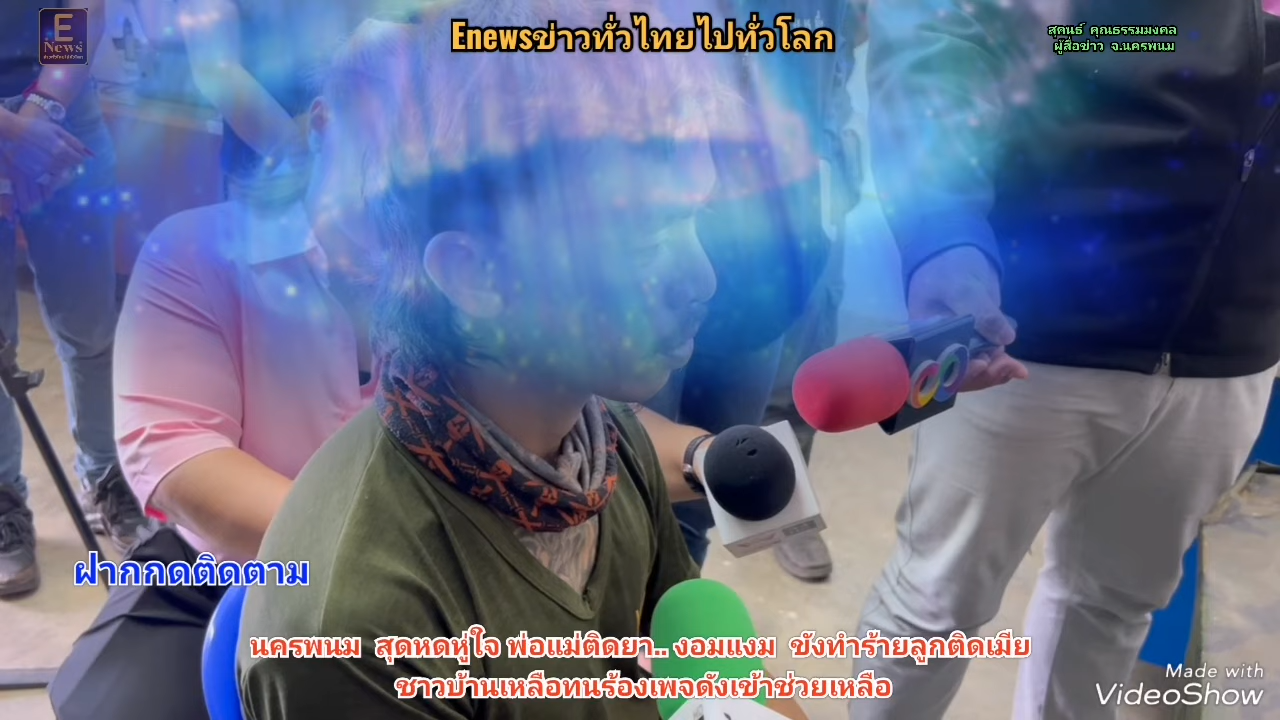 E
News
Enewsข่าวทั่วไทยไปทั่วโลก
สุคนธ์ คุณธรรมมงคล
ผู้สื่อข่าว จ.นครพนม
ฝากกดติดตาม
นครพนม สุดหดหู่ใจ พ่อแม่ติดยา.. งอมแงม ขังทำร้ายลูกติดเมีย
ชาวบ้านเหลือทนร้องเพจดังเข้าช่วยเหลือ
Made with
VideoShow